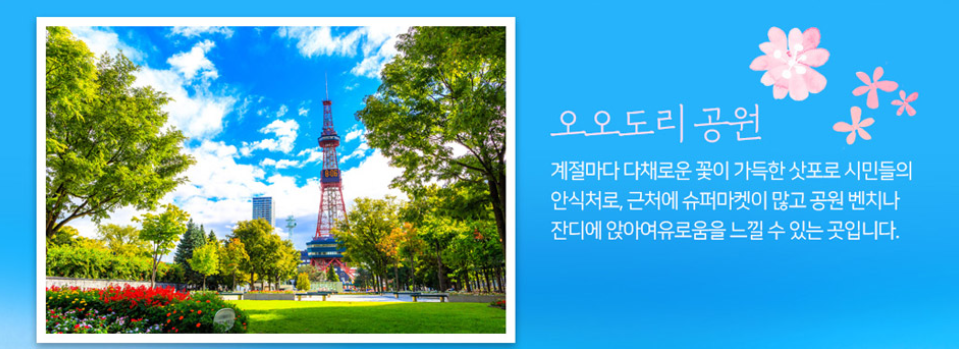 오오도리 공원
계절마다 다채로운 꽃이 가득한 삿포로 시민들의
안식처로, 근처에 슈퍼마켓이 많고 공원 벤치나
잔디에 앉아여유로움을 느낄 수 있는 곳입니다.